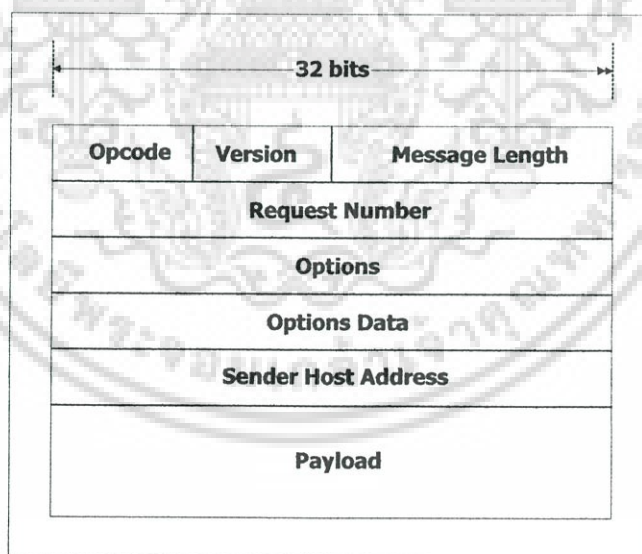 32 bits
Opcode Version Message Length
Request Number
Options
Options Data
Sender Host Address
Payload